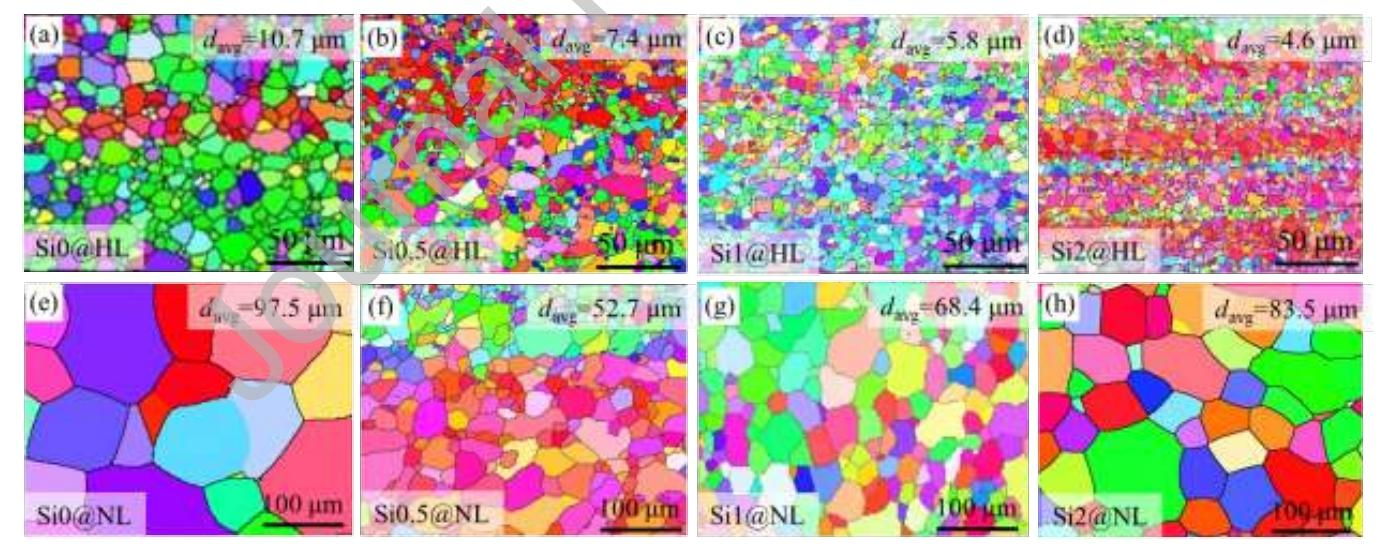 (a) d_avg=10.7 μm
Si0@HL 50 μm
(b) d_avg=7.4 μm
Si0.5@HL 50 μm
(c) d_avg=5.8 μm
Si1@HL 50 μm
(d) d_avg=4.6 μm
Si2@HL 50 μm
(e) d_avg=97.5 μm
Si0@NL 100 μm
(f) d_avg=52.7 μm
Si0.5@NL 100 μm
(g) d_avg=68.4 μm
Si1@NL 100 μm
(h) d_avg=83.5 μm
Si2@NL 100 μm
Journal